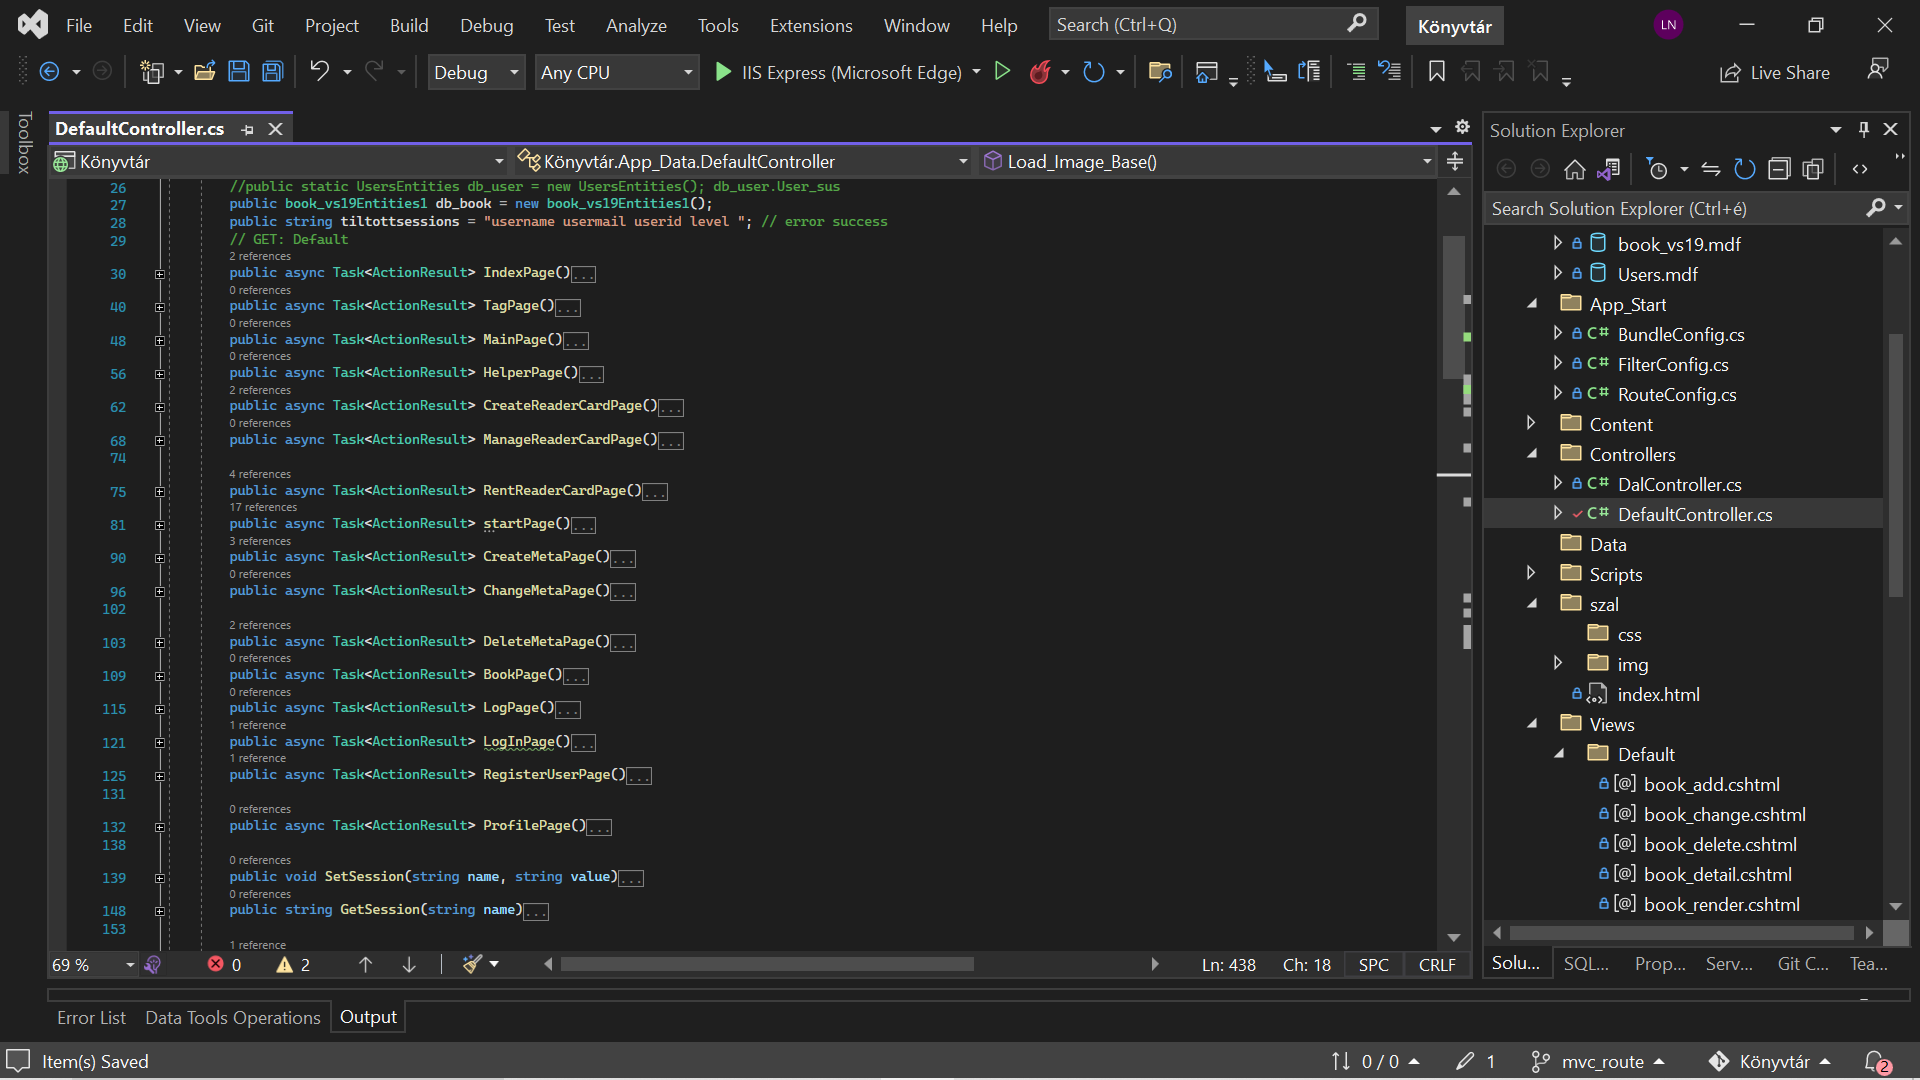 File Edit View Git Project Build Debug Test Analyze Tools Extensions Window Help Search (Ctrl+Q) Könyvtár LN
Debug Any CPU IIS Express (Microsoft Edge) Live Share
Toolbox
DefaultController.cs
Könyvtár Könyvtár.App_Data.DefaultController Load_Image_Base()
26 //public static UsersEntities db_user = new UsersEntities(); db_user.User_sus
27 public book_vs19Entities1 db_book = new book_vs19Entities1();
28 public string tiltottsessions = "username usermail userid level "; // error success
29 // GET: Default
2 references
30 public async Task<ActionResult> IndexPage()...
0 references
40 public async Task<ActionResult> TagPage()...
0 references
48 public async Task<ActionResult> MainPage()...
0 references
56 public async Task<ActionResult> HelperPage()...
2 references
62 public async Task<ActionResult> CreateReaderCardPage()...
0 references
68 public async Task<ActionResult> ManageReaderCardPage()...
74
4 references
75 public async Task<ActionResult> RentReaderCardPage()...
17 references
81 public async Task<ActionResult> startPage()...
3 references
90 public async Task<ActionResult> CreateMetaPage()...
0 references
96 public async Task<ActionResult> ChangeMetaPage()...
102
2 references
103 public async Task<ActionResult> DeleteMetaPage()...
0 references
109 public async Task<ActionResult> BookPage()...
0 references
115 public async Task<ActionResult> LogPage()...
1 reference
121 public async Task<ActionResult> LogInPage()...
1 reference
125 public async Task<ActionResult> RegisterUserPage()...
131
0 references
132 public async Task<ActionResult> ProfilePage()...
138
0 references
139 public void SetSession(string name, string value)...
0 references
148 public string GetSession(string name)...
153
1 reference
69 % 0 2 Ln: 438 Ch: 18 SPC CRLF
Solution Explorer
Search Solution Explorer (Ctrl+é)
book_vs19.mdf
Users.mdf
App_Start
C# BundleConfig.cs
C# FilterConfig.cs
C# RouteConfig.cs
Content
Controllers
C# DalController.cs
C# DefaultController.cs
Data
Scripts
szal
css
img
index.html
Views
Default
[@] book_add.cshtml
[@] book_change.cshtml
[@] book_delete.cshtml
[@] book_detail.cshtml
[@] book_render.cshtml
Solu... SQL... Prop... Serv... Git C... Tea...
Error List Data Tools Operations Output
Item(s) Saved 0 / 0 1 mvc_route Könyvtár 2